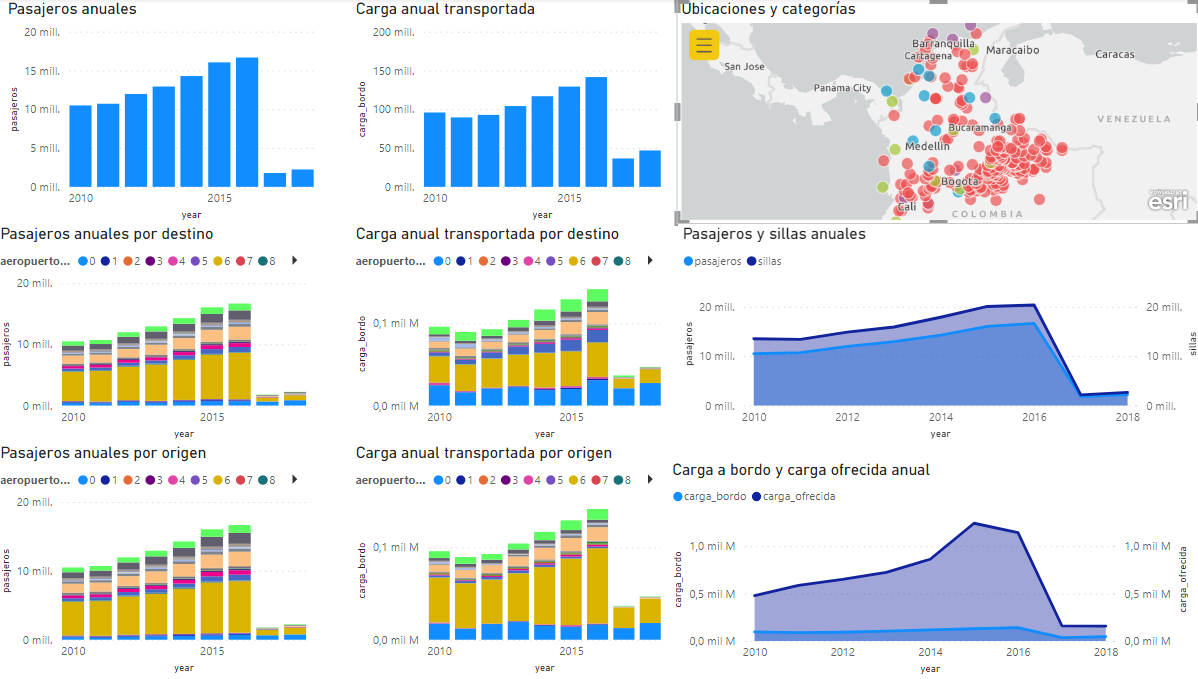 Pasajeros anuales
20 mill.
15 mill.
10 mill.
5 mill.
0 mill.
pasajeros
2010
2015
year
Carga anual transportada
200 mill.
150 mill.
100 mill.
50 mill.
0 mill.
carga_bordo
2010
2015
year
Ubicaciones y categorías
Barranquilla
Cartagena
Maracaibo
Caracas
San Jose
Panama City
VENEZUELA
Bucaramanga
Medellín
Bogota
Cali
COLOMBIA
esri
Pasajeros anuales por destino
aeropuerto... 0 1 2 3 4 5 6 7 8
20 mill.
10 mill.
0 mill.
pasajeros
2010
2015
year
Carga anual transportada por destino
aeropuerto... 0 1 2 3 4 5 6 7 8
0,1 mil M
0,0 mil M
carga_bordo
2010
2015
year
Pasajeros y sillas anuales
pasajeros sillas
20 mill.
10 mill.
0 mill.
pasajeros
20 mill.
10 mill.
0 mill.
sillas
2010
2012
2014
2016
2018
year
Pasajeros anuales por origen
aeropuerto... 0 1 2 3 4 5 6 7 8
20 mill.
10 mill.
0 mill.
pasajeros
2010
2015
year
Carga anual transportada por origen
aeropuerto... 0 1 2 3 4 5 6 7 8
0,1 mil M
0,0 mil M
carga_bordo
2010
2015
year
Carga a bordo y carga ofrecida anual
carga_bordo carga_ofrecida
1,0 mil M
0,5 mil M
0,0 mil M
carga_bordo
1,0 mil M
0,5 mil M
0,0 mil M
carga_ofrecida
2010
2012
2014
2016
2018
year